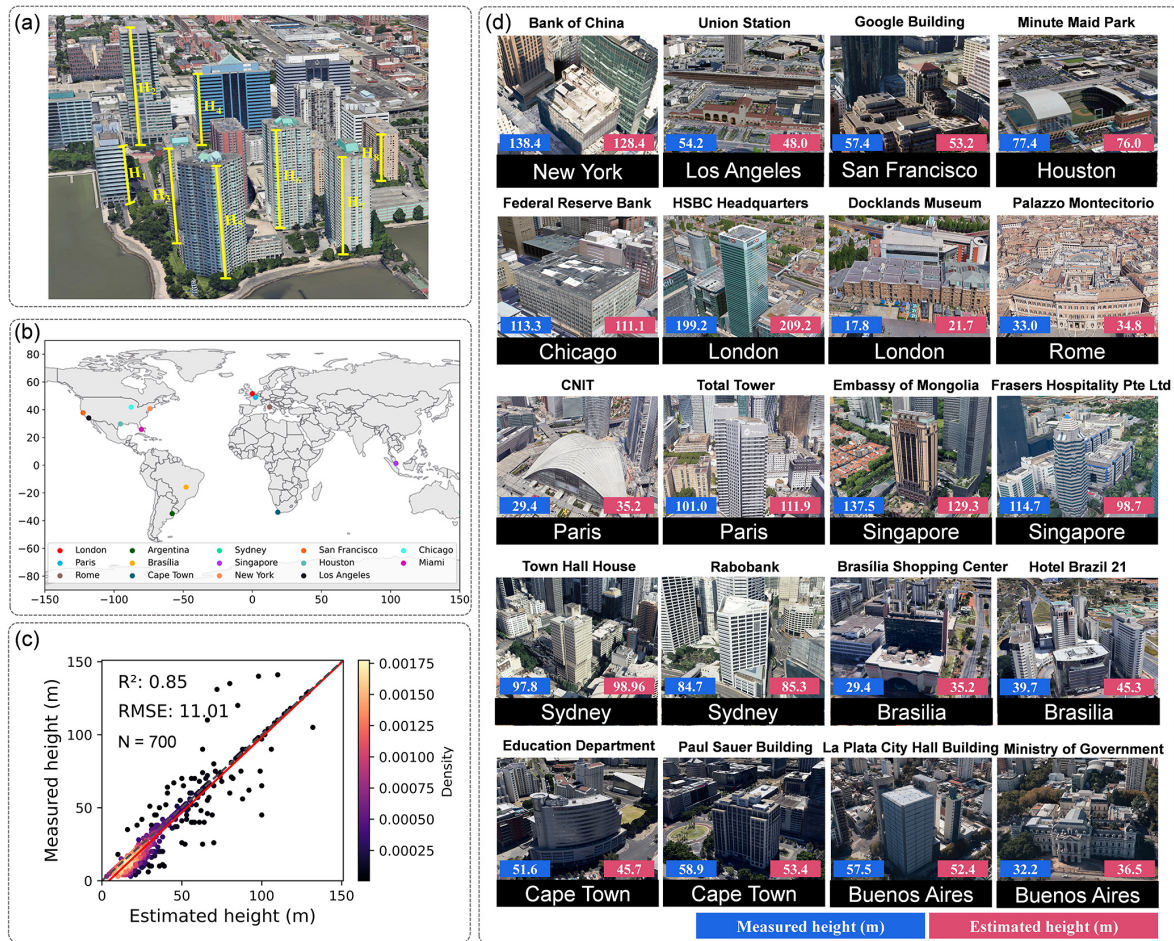 (a)
H₂
H₄
H₁
H₃
H₈
(b)
80
60
40
20
0
−20
−40
−60
−80
−150
−100
−50
0
50
100
150
London
Argentina
Sydney
San Francisco
Chicago
Paris
Brasília
Singapore
Houston
Miami
Rome
Cape Town
New York
Los Angeles
(c)
R²: 0.85
RMSE: 11.01
N = 700
150
100
50
0
0
50
100
150
Measured height (m)
Estimated height (m)
0.00175
0.00150
0.00125
0.00100
0.00075
0.00050
0.00025
Density
(d)
Bank of China
Union Station
Google Building
Minute Maid Park
138.4 128.4
54.2 48.0
57.4 53.2
77.4 76.0
New York
Los Angeles
San Francisco
Houston
Federal Reserve Bank
HSBC Headquarters
Docklands Museum
Palazzo Montecitorio
113.3 111.1
199.2 209.2
17.8 21.7
33.0 34.8
Chicago
London
London
Rome
CNIT
Total Tower
Embassy of Mongolia
Frasers Hospitality Pte Ltd
29.4 35.2
101.0 111.9
137.5 129.3
114.7 98.7
Paris
Paris
Singapore
Singapore
Town Hall House
Rabobank
Brasília Shopping Center
Hotel Brazil 21
97.8 98.96
84.7 85.3
29.4 35.2
39.7 45.3
Sydney
Sydney
Brasilia
Brasilia
Education Department
Paul Sauer Building
La Plata City Hall Building
Ministry of Government
51.6 45.7
58.9 53.4
57.5 52.4
32.2 36.5
Cape Town
Cape Town
Buenos Aires
Buenos Aires
Measured height (m)
Estimated height (m)